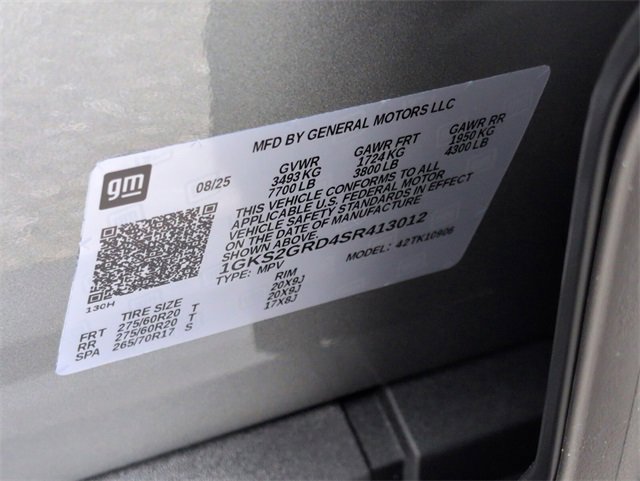 MFD BY GENERAL MOTORS LLC
gm
08/25
GVWR GAWR FRT GAWR RR
3493 KG 1724 KG 1950 KG
7700 LB 3800 LB 4300 LB
THIS VEHICLE CONFORMS TO ALL
APPLICABLE U.S. FEDERAL MOTOR
VEHICLE SAFETY STANDARDS IN EFFECT
ON THE DATE OF MANUFACTURE
SHOWN ABOVE.
1GKS2GRD4SR413012
TYPE: MPV MODEL: 42TK10906
130H
TIRE SIZE RIM
FRT 275/60R20 T 20X9J
RR 275/60R20 T 20X9J
SPA 265/70R17 S 17X8J